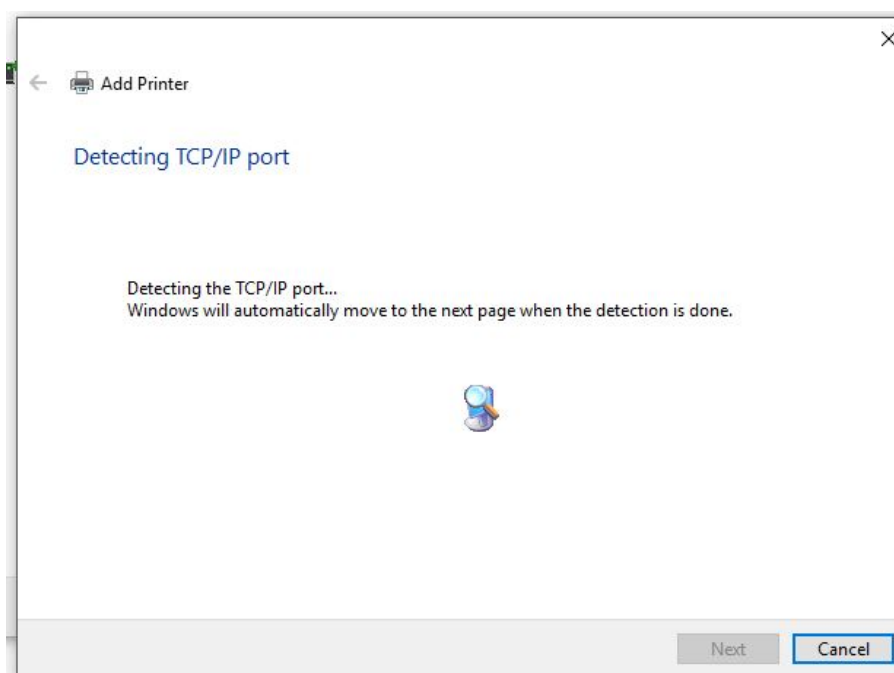 Add Printer
Detecting TCP/IP port
Detecting the TCP/IP port...
Windows will automatically move to the next page when the detection is done.
Next
Cancel